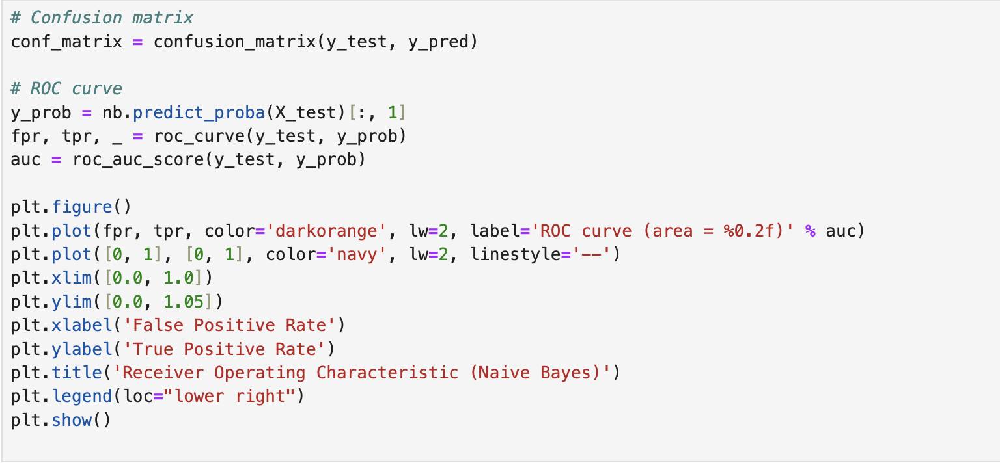 # Confusion matrix
conf_matrix = confusion_matrix(y_test, y_pred)
# ROC curve
y_prob = nb.predict_proba(X_test)[:, 1]
fpr, tpr, _ = roc_curve(y_test, y_prob)
auc = roc_auc_score(y_test, y_prob)
plt.figure()
plt.plot(fpr, tpr, color='darkorange', lw=2, label='ROC curve (area = %0.2f)' % auc)
plt.plot([0, 1], [0, 1], color='navy', lw=2, linestyle='--')
plt.xlim([0.0, 1.0])
plt.ylim([0.0, 1.05])
plt.xlabel('False Positive Rate')
plt.ylabel('True Positive Rate')
plt.title('Receiver Operating Characteristic (Naive Bayes)')
plt.legend(loc="lower right")
plt.show()